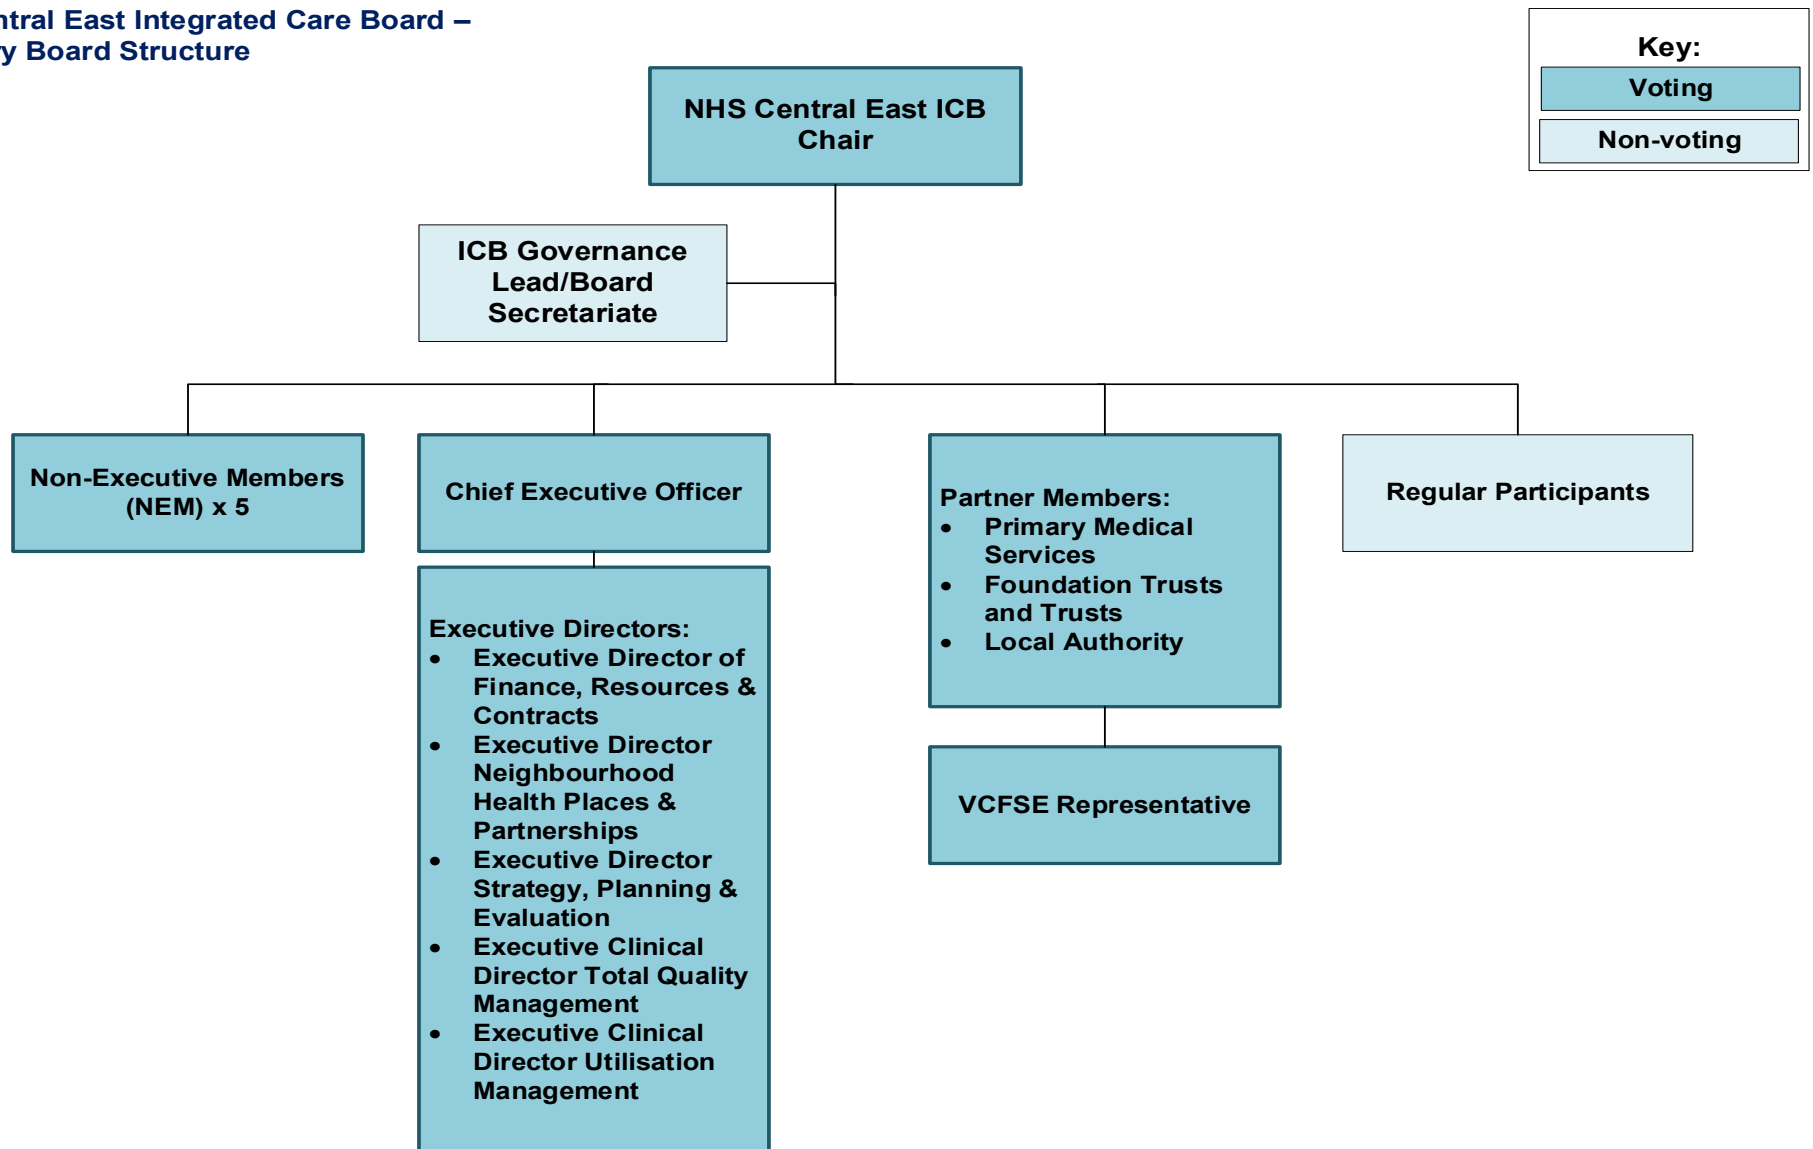 ntral East Integrated Care Board –
y Board Structure
Key:
Voting
Non-voting
NHS Central East ICB
Chair
ICB Governance
Lead/Board
Secretariate
Non-Executive Members
(NEM) x 5
Chief Executive Officer
Executive Directors:
• Executive Director of
Finance, Resources &
Contracts
• Executive Director
Neighbourhood
Health Places &
Partnerships
• Executive Director
Strategy, Planning &
Evaluation
• Executive Clinical
Director Total Quality
Management
• Executive Clinical
Director Utilisation
Management
Partner Members:
• Primary Medical
Services
• Foundation Trusts
and Trusts
• Local Authority
VCFSE Representative
Regular Participants